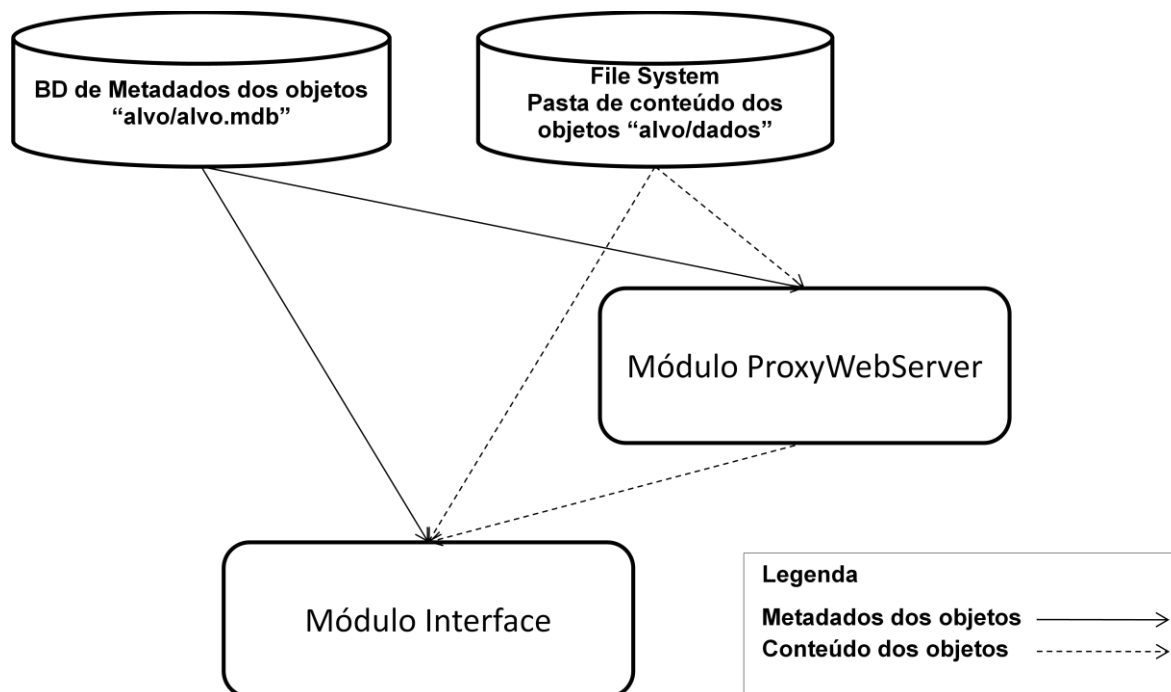 BD de Metadados dos objetos
“alvo/alvo.mdb”
File System
Pasta de conteúdo dos
objetos “alvo/dados”
Módulo ProxyWebServer
Módulo Interface
Legenda
Metadados dos objetos
Conteúdo dos objetos